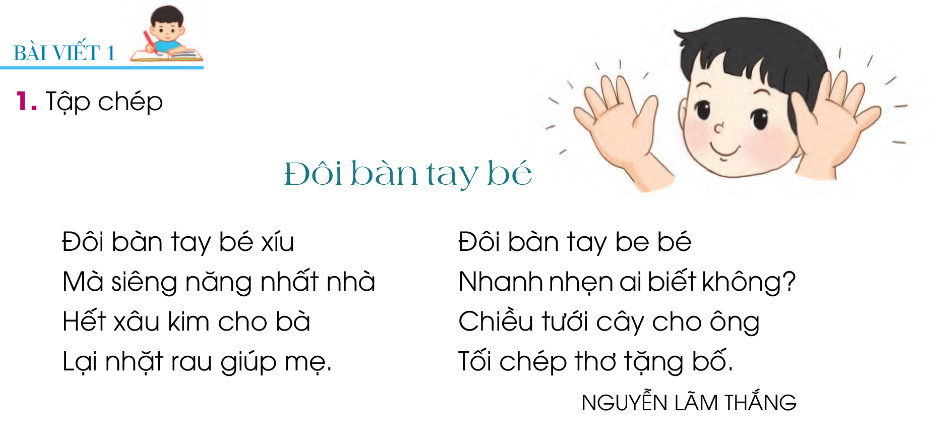 BÀI VIẾT 1
1. Tập chép
Đôi bàn tay bé
Đôi bàn tay bé xíu
Mà siêng năng nhất nhà
Hết xâu kim cho bà
Lại nhặt rau giúp mẹ.
Đôi bàn tay be bé
Nhanh nhẹn ai biết không?
Chiều tưới cây cho ông
Tối chép thơ tặng bố.
NGUYỄN LÃM THẮNG